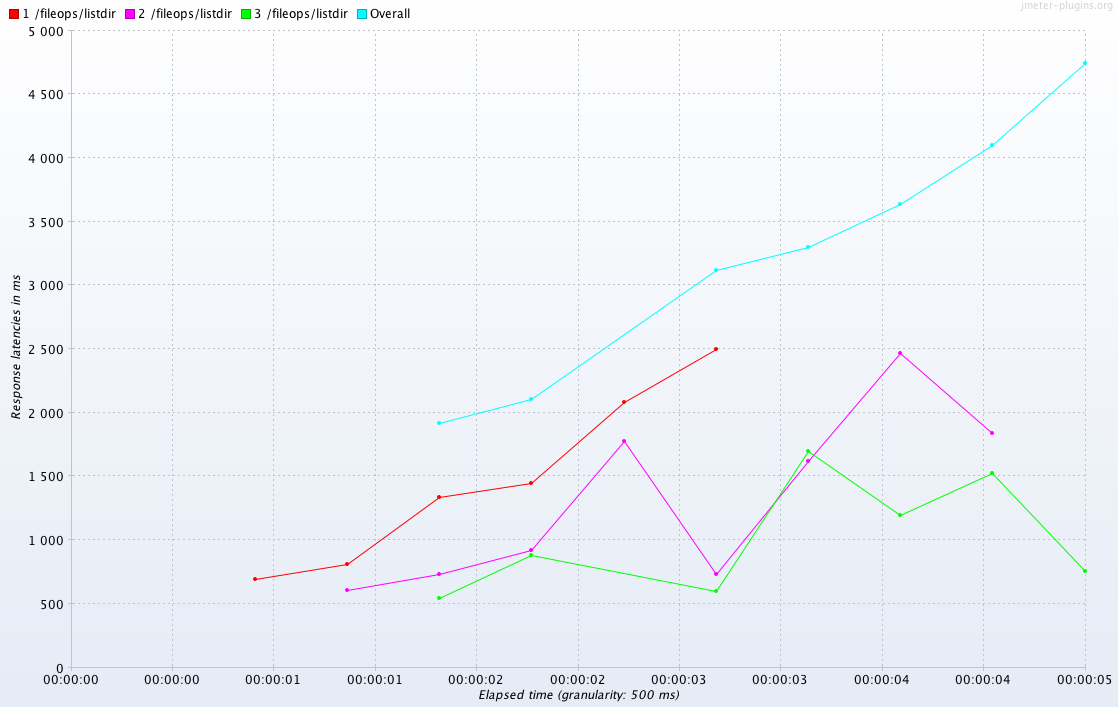 1 /fileops/listdir 2 /fileops/listdir 3 /fileops/listdir Overall
jmeter-plugins.org
5 000
4 500
4 000
3 500
3 000
2 500
2 000
1 500
1 000
500
0
Response latencies in ms
00:00:00 00:00:00 00:00:01 00:00:01 00:00:02 00:00:02 00:00:03 00:00:03 00:00:04 00:00:04 00:00:05
Elapsed time (granularity: 500 ms)